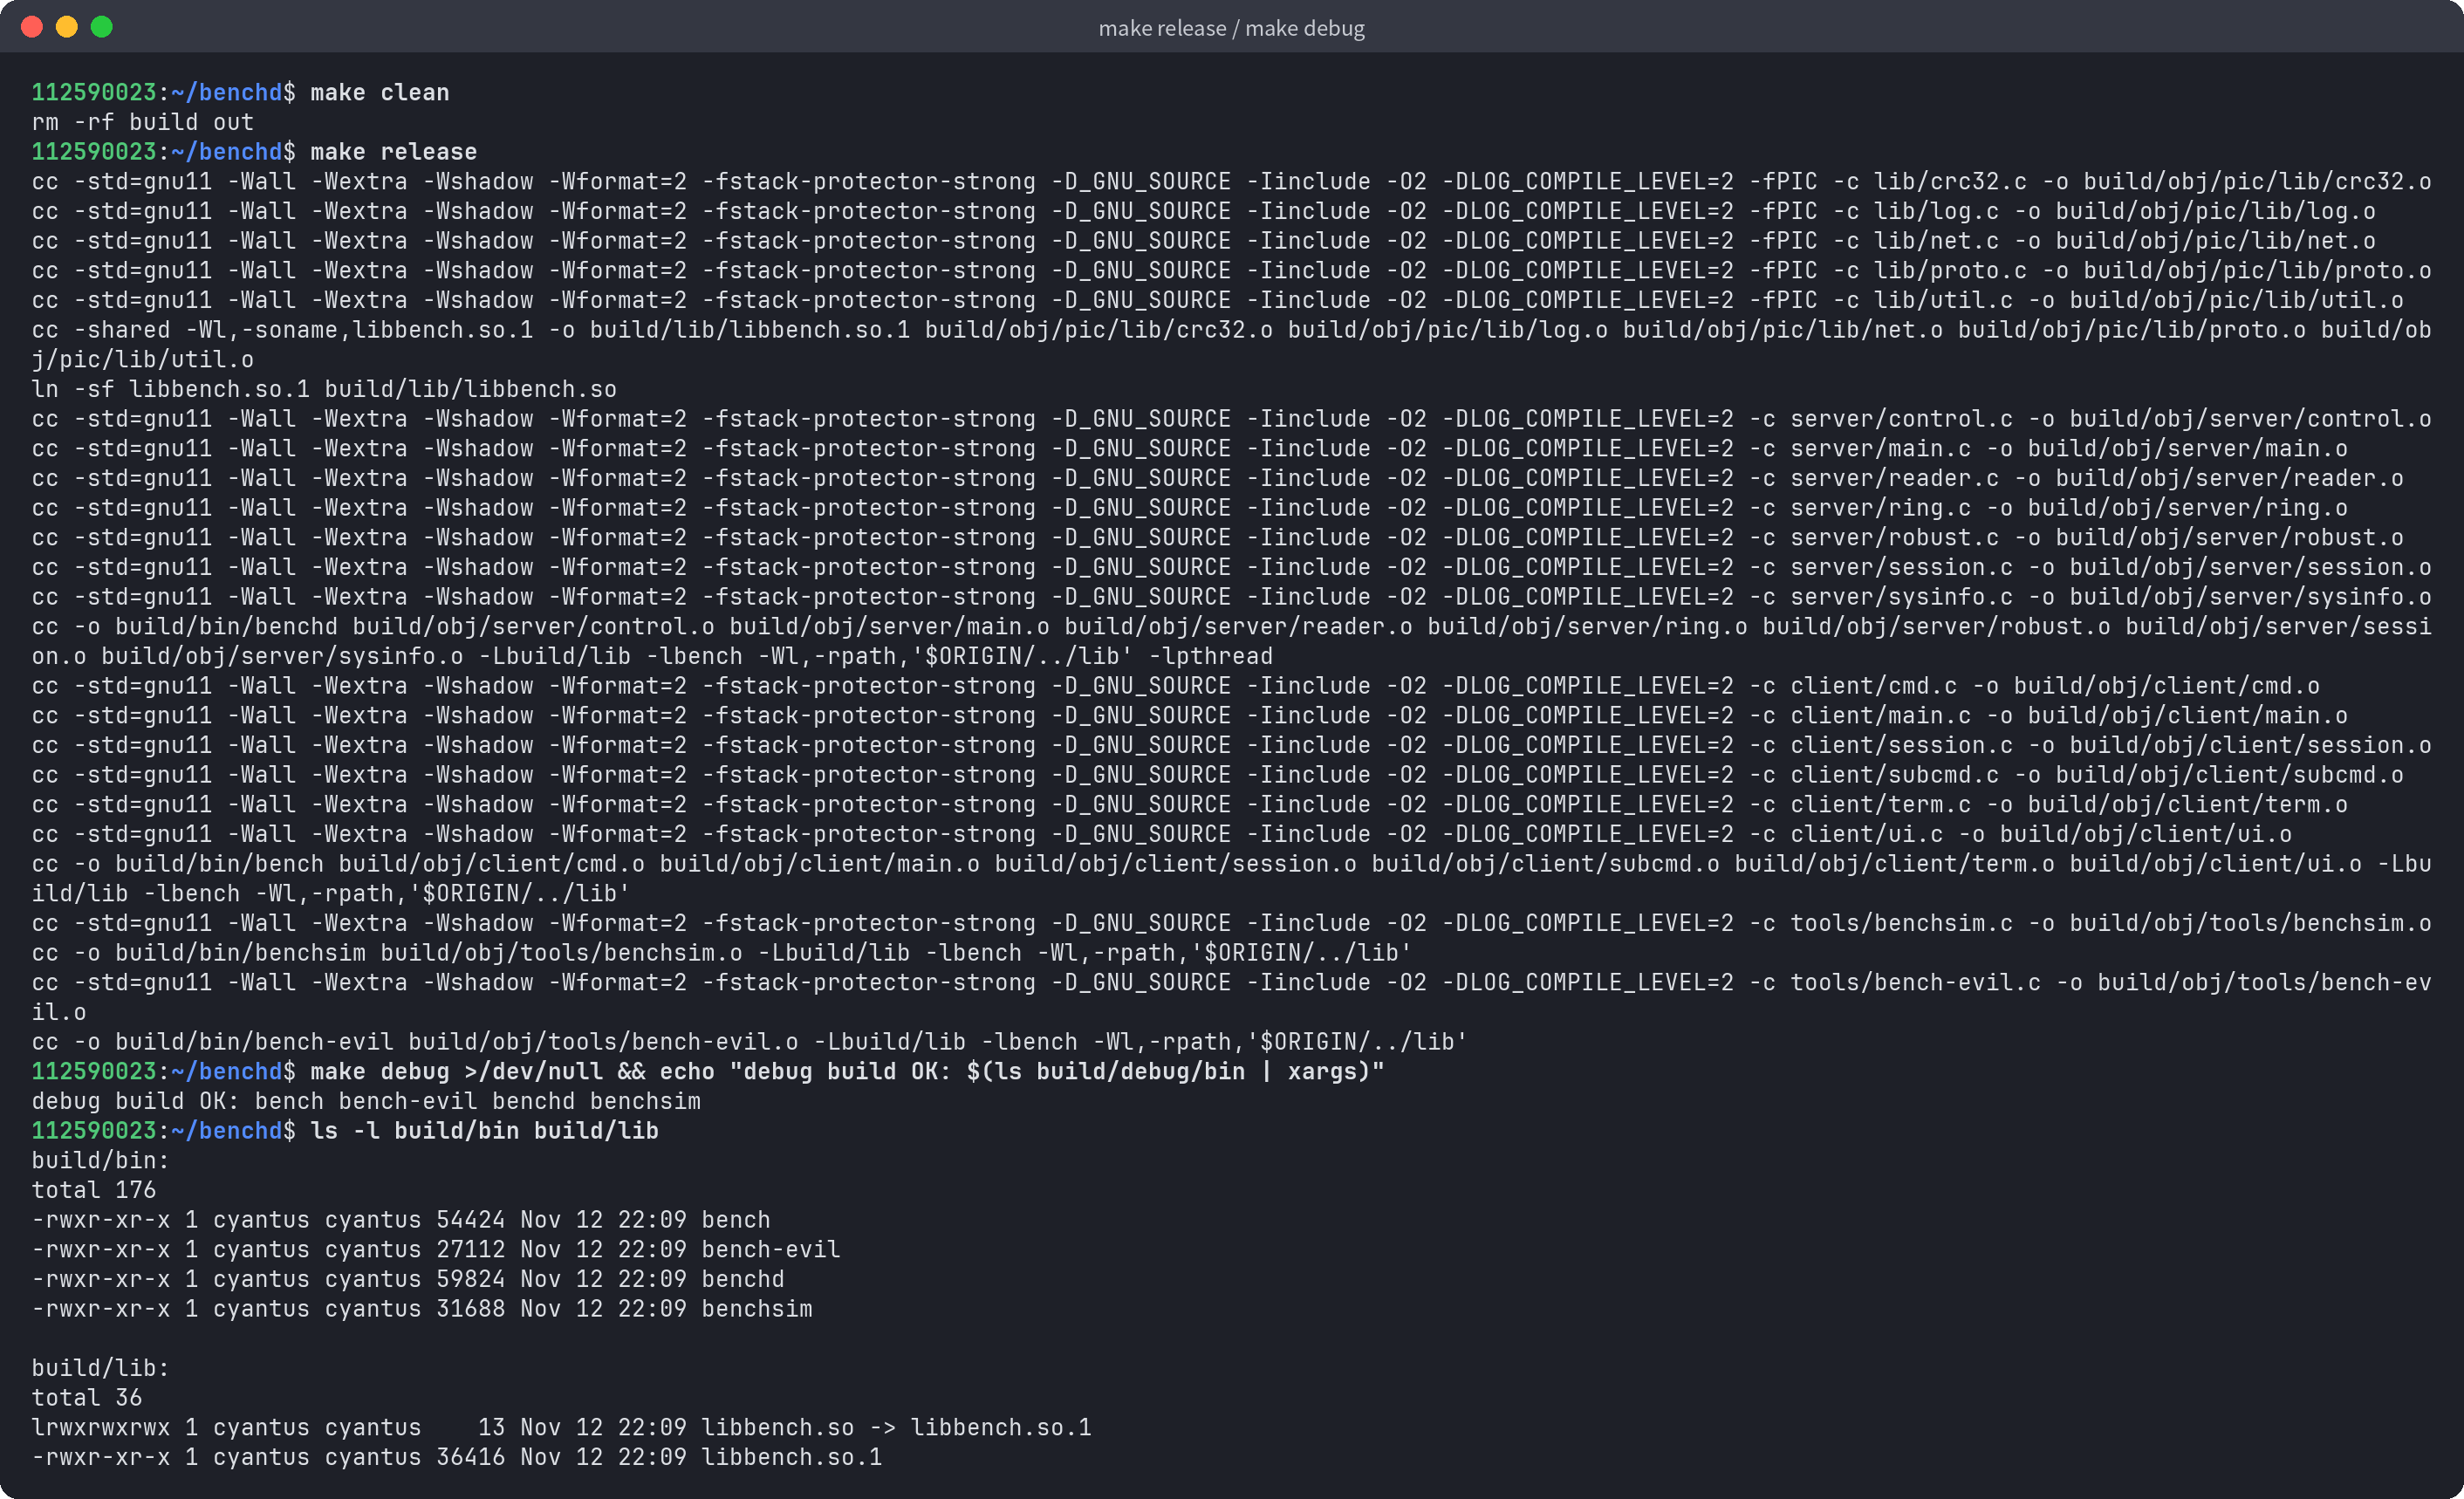 make release / make debug
112590023:~/benchd$ make clean
rm -rf build out
112590023:~/benchd$ make release
cc -std=gnu11 -Wall -Wextra -Wshadow -Wformat=2 -fstack-protector-strong -D_GNU_SOURCE -Iinclude -O2 -DLOG_COMPILE_LEVEL=2 -fPIC -c lib/crc32.c -o build/obj/pic/lib/crc32.o
cc -std=gnu11 -Wall -Wextra -Wshadow -Wformat=2 -fstack-protector-strong -D_GNU_SOURCE -Iinclude -O2 -DLOG_COMPILE_LEVEL=2 -fPIC -c lib/log.c -o build/obj/pic/lib/log.o
cc -std=gnu11 -Wall -Wextra -Wshadow -Wformat=2 -fstack-protector-strong -D_GNU_SOURCE -Iinclude -O2 -DLOG_COMPILE_LEVEL=2 -fPIC -c lib/net.c -o build/obj/pic/lib/net.o
cc -std=gnu11 -Wall -Wextra -Wshadow -Wformat=2 -fstack-protector-strong -D_GNU_SOURCE -Iinclude -O2 -DLOG_COMPILE_LEVEL=2 -fPIC -c lib/proto.c -o build/obj/pic/lib/proto.o
cc -std=gnu11 -Wall -Wextra -Wshadow -Wformat=2 -fstack-protector-strong -D_GNU_SOURCE -Iinclude -O2 -DLOG_COMPILE_LEVEL=2 -fPIC -c lib/util.c -o build/obj/pic/lib/util.o
cc -shared -Wl,-soname,libbench.so.1 -o build/lib/libbench.so.1 build/obj/pic/lib/crc32.o build/obj/pic/lib/log.o build/obj/pic/lib/net.o build/obj/pic/lib/proto.o build/ob
j/pic/lib/util.o
ln -sf libbench.so.1 build/lib/libbench.so
cc -std=gnu11 -Wall -Wextra -Wshadow -Wformat=2 -fstack-protector-strong -D_GNU_SOURCE -Iinclude -O2 -DLOG_COMPILE_LEVEL=2 -c server/control.c -o build/obj/server/control.o
cc -std=gnu11 -Wall -Wextra -Wshadow -Wformat=2 -fstack-protector-strong -D_GNU_SOURCE -Iinclude -O2 -DLOG_COMPILE_LEVEL=2 -c server/main.c -o build/obj/server/main.o
cc -std=gnu11 -Wall -Wextra -Wshadow -Wformat=2 -fstack-protector-strong -D_GNU_SOURCE -Iinclude -O2 -DLOG_COMPILE_LEVEL=2 -c server/reader.c -o build/obj/server/reader.o
cc -std=gnu11 -Wall -Wextra -Wshadow -Wformat=2 -fstack-protector-strong -D_GNU_SOURCE -Iinclude -O2 -DLOG_COMPILE_LEVEL=2 -c server/ring.c -o build/obj/server/ring.o
cc -std=gnu11 -Wall -Wextra -Wshadow -Wformat=2 -fstack-protector-strong -D_GNU_SOURCE -Iinclude -O2 -DLOG_COMPILE_LEVEL=2 -c server/robust.c -o build/obj/server/robust.o
cc -std=gnu11 -Wall -Wextra -Wshadow -Wformat=2 -fstack-protector-strong -D_GNU_SOURCE -Iinclude -O2 -DLOG_COMPILE_LEVEL=2 -c server/session.c -o build/obj/server/session.o
cc -std=gnu11 -Wall -Wextra -Wshadow -Wformat=2 -fstack-protector-strong -D_GNU_SOURCE -Iinclude -O2 -DLOG_COMPILE_LEVEL=2 -c server/sysinfo.c -o build/obj/server/sysinfo.o
cc -o build/bin/benchd build/obj/server/control.o build/obj/server/main.o build/obj/server/reader.o build/obj/server/ring.o build/obj/server/robust.o build/obj/server/sessi
on.o build/obj/server/sysinfo.o -Lbuild/lib -lbench -Wl,-rpath,'$ORIGIN/../lib' -lpthread
cc -std=gnu11 -Wall -Wextra -Wshadow -Wformat=2 -fstack-protector-strong -D_GNU_SOURCE -Iinclude -O2 -DLOG_COMPILE_LEVEL=2 -c client/cmd.c -o build/obj/client/cmd.o
cc -std=gnu11 -Wall -Wextra -Wshadow -Wformat=2 -fstack-protector-strong -D_GNU_SOURCE -Iinclude -O2 -DLOG_COMPILE_LEVEL=2 -c client/main.c -o build/obj/client/main.o
cc -std=gnu11 -Wall -Wextra -Wshadow -Wformat=2 -fstack-protector-strong -D_GNU_SOURCE -Iinclude -O2 -DLOG_COMPILE_LEVEL=2 -c client/session.c -o build/obj/client/session.o
cc -std=gnu11 -Wall -Wextra -Wshadow -Wformat=2 -fstack-protector-strong -D_GNU_SOURCE -Iinclude -O2 -DLOG_COMPILE_LEVEL=2 -c client/subcmd.c -o build/obj/client/subcmd.o
cc -std=gnu11 -Wall -Wextra -Wshadow -Wformat=2 -fstack-protector-strong -D_GNU_SOURCE -Iinclude -O2 -DLOG_COMPILE_LEVEL=2 -c client/term.c -o build/obj/client/term.o
cc -std=gnu11 -Wall -Wextra -Wshadow -Wformat=2 -fstack-protector-strong -D_GNU_SOURCE -Iinclude -O2 -DLOG_COMPILE_LEVEL=2 -c client/ui.c -o build/obj/client/ui.o
cc -o build/bin/bench build/obj/client/cmd.o build/obj/client/main.o build/obj/client/session.o build/obj/client/subcmd.o build/obj/client/term.o build/obj/client/ui.o -Lbu
ild/lib -lbench -Wl,-rpath,'$ORIGIN/../lib'
cc -std=gnu11 -Wall -Wextra -Wshadow -Wformat=2 -fstack-protector-strong -D_GNU_SOURCE -Iinclude -O2 -DLOG_COMPILE_LEVEL=2 -c tools/benchsim.c -o build/obj/tools/benchsim.o
cc -o build/bin/benchsim build/obj/tools/benchsim.o -Lbuild/lib -lbench -Wl,-rpath,'$ORIGIN/../lib'
cc -std=gnu11 -Wall -Wextra -Wshadow -Wformat=2 -fstack-protector-strong -D_GNU_SOURCE -Iinclude -O2 -DLOG_COMPILE_LEVEL=2 -c tools/bench-evil.c -o build/obj/tools/bench-ev
il.o
cc -o build/bin/bench-evil build/obj/tools/bench-evil.o -Lbuild/lib -lbench -Wl,-rpath,'$ORIGIN/../lib'
112590023:~/benchd$ make debug >/dev/null && echo "debug build OK: $(ls build/debug/bin | xargs)"
debug build OK: bench bench-evil benchd benchsim
112590023:~/benchd$ ls -l build/bin build/lib
build/bin:
total 176
-rwxr-xr-x 1 cyantus cyantus 54424 Nov 12 22:09 bench
-rwxr-xr-x 1 cyantus cyantus 27112 Nov 12 22:09 bench-evil
-rwxr-xr-x 1 cyantus cyantus 59824 Nov 12 22:09 benchd
-rwxr-xr-x 1 cyantus cyantus 31688 Nov 12 22:09 benchsim
build/lib:
total 36
lrwxrwxrwx 1 cyantus cyantus    13 Nov 12 22:09 libbench.so -> libbench.so.1
-rwxr-xr-x 1 cyantus cyantus 36416 Nov 12 22:09 libbench.so.1